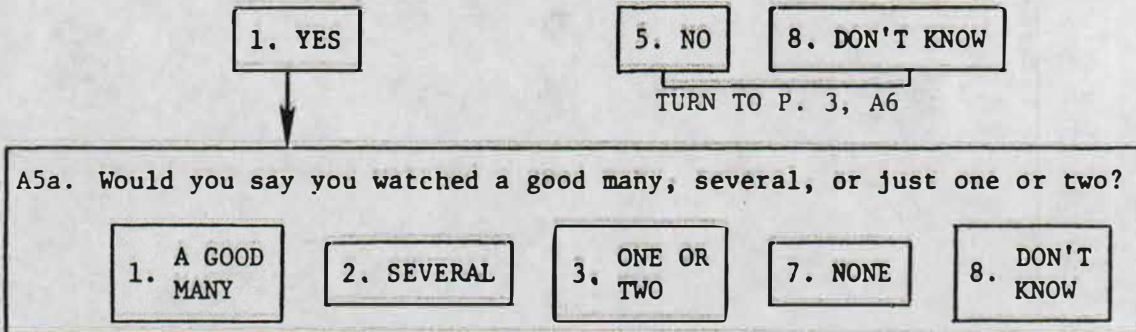 1. YES 5. NO 8. DON'T KNOW
TURN TO P. 3, A6
A5a. Would you say you watched a good many, several, or just one or two?
1. A GOOD MANY 2. SEVERAL 3. ONE OR TWO 7. NONE 8. DON'T KNOW